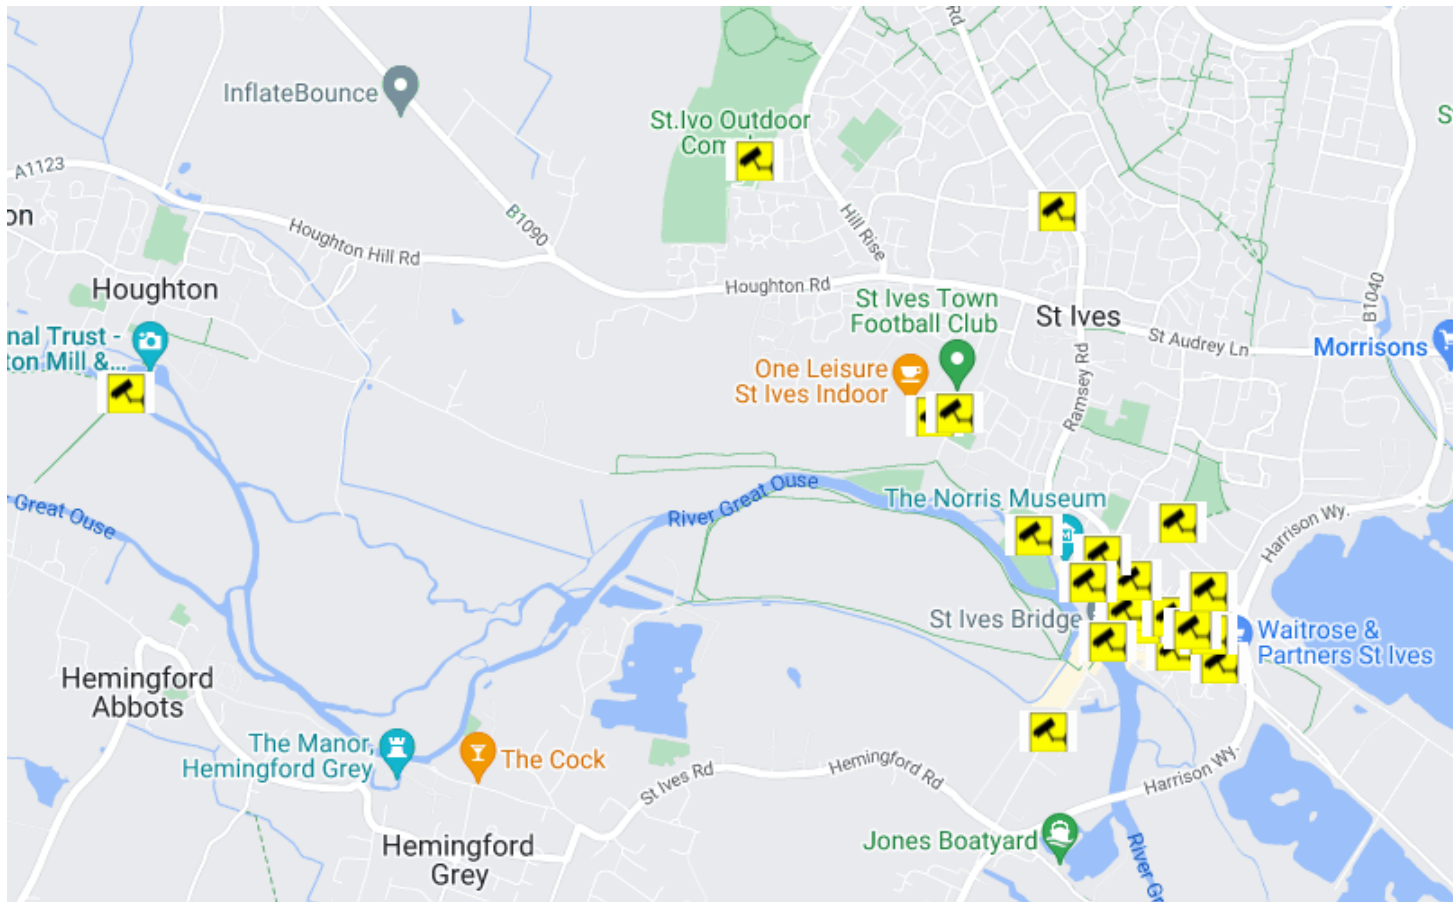 Rd
InflateBounce
St.Ivo Outdoor
Com
S
A1123
on
B1090
Houghton Hill Rd
Hill Rise
Houghton
Houghton Rd
B1040
St Ives Town
Football Club
St Ives
St Audrey Ln
Morrisons
nal Trust -
ton Mill &...
One Leisure
St Ives Indoor
Ramsey Rd
Great Ouse
River Great Ouse
The Norris Museum
M
Harrison Wy.
St Ives Bridge
Waitrose &
Partners St Ives
Hemingford
Abbots
The Manor,
Hemingford Grey
The Cock
St Ives Rd
Hemingford Rd
Harrison Wy.
Jones Boatyard
Hemingford
Grey
River Gr